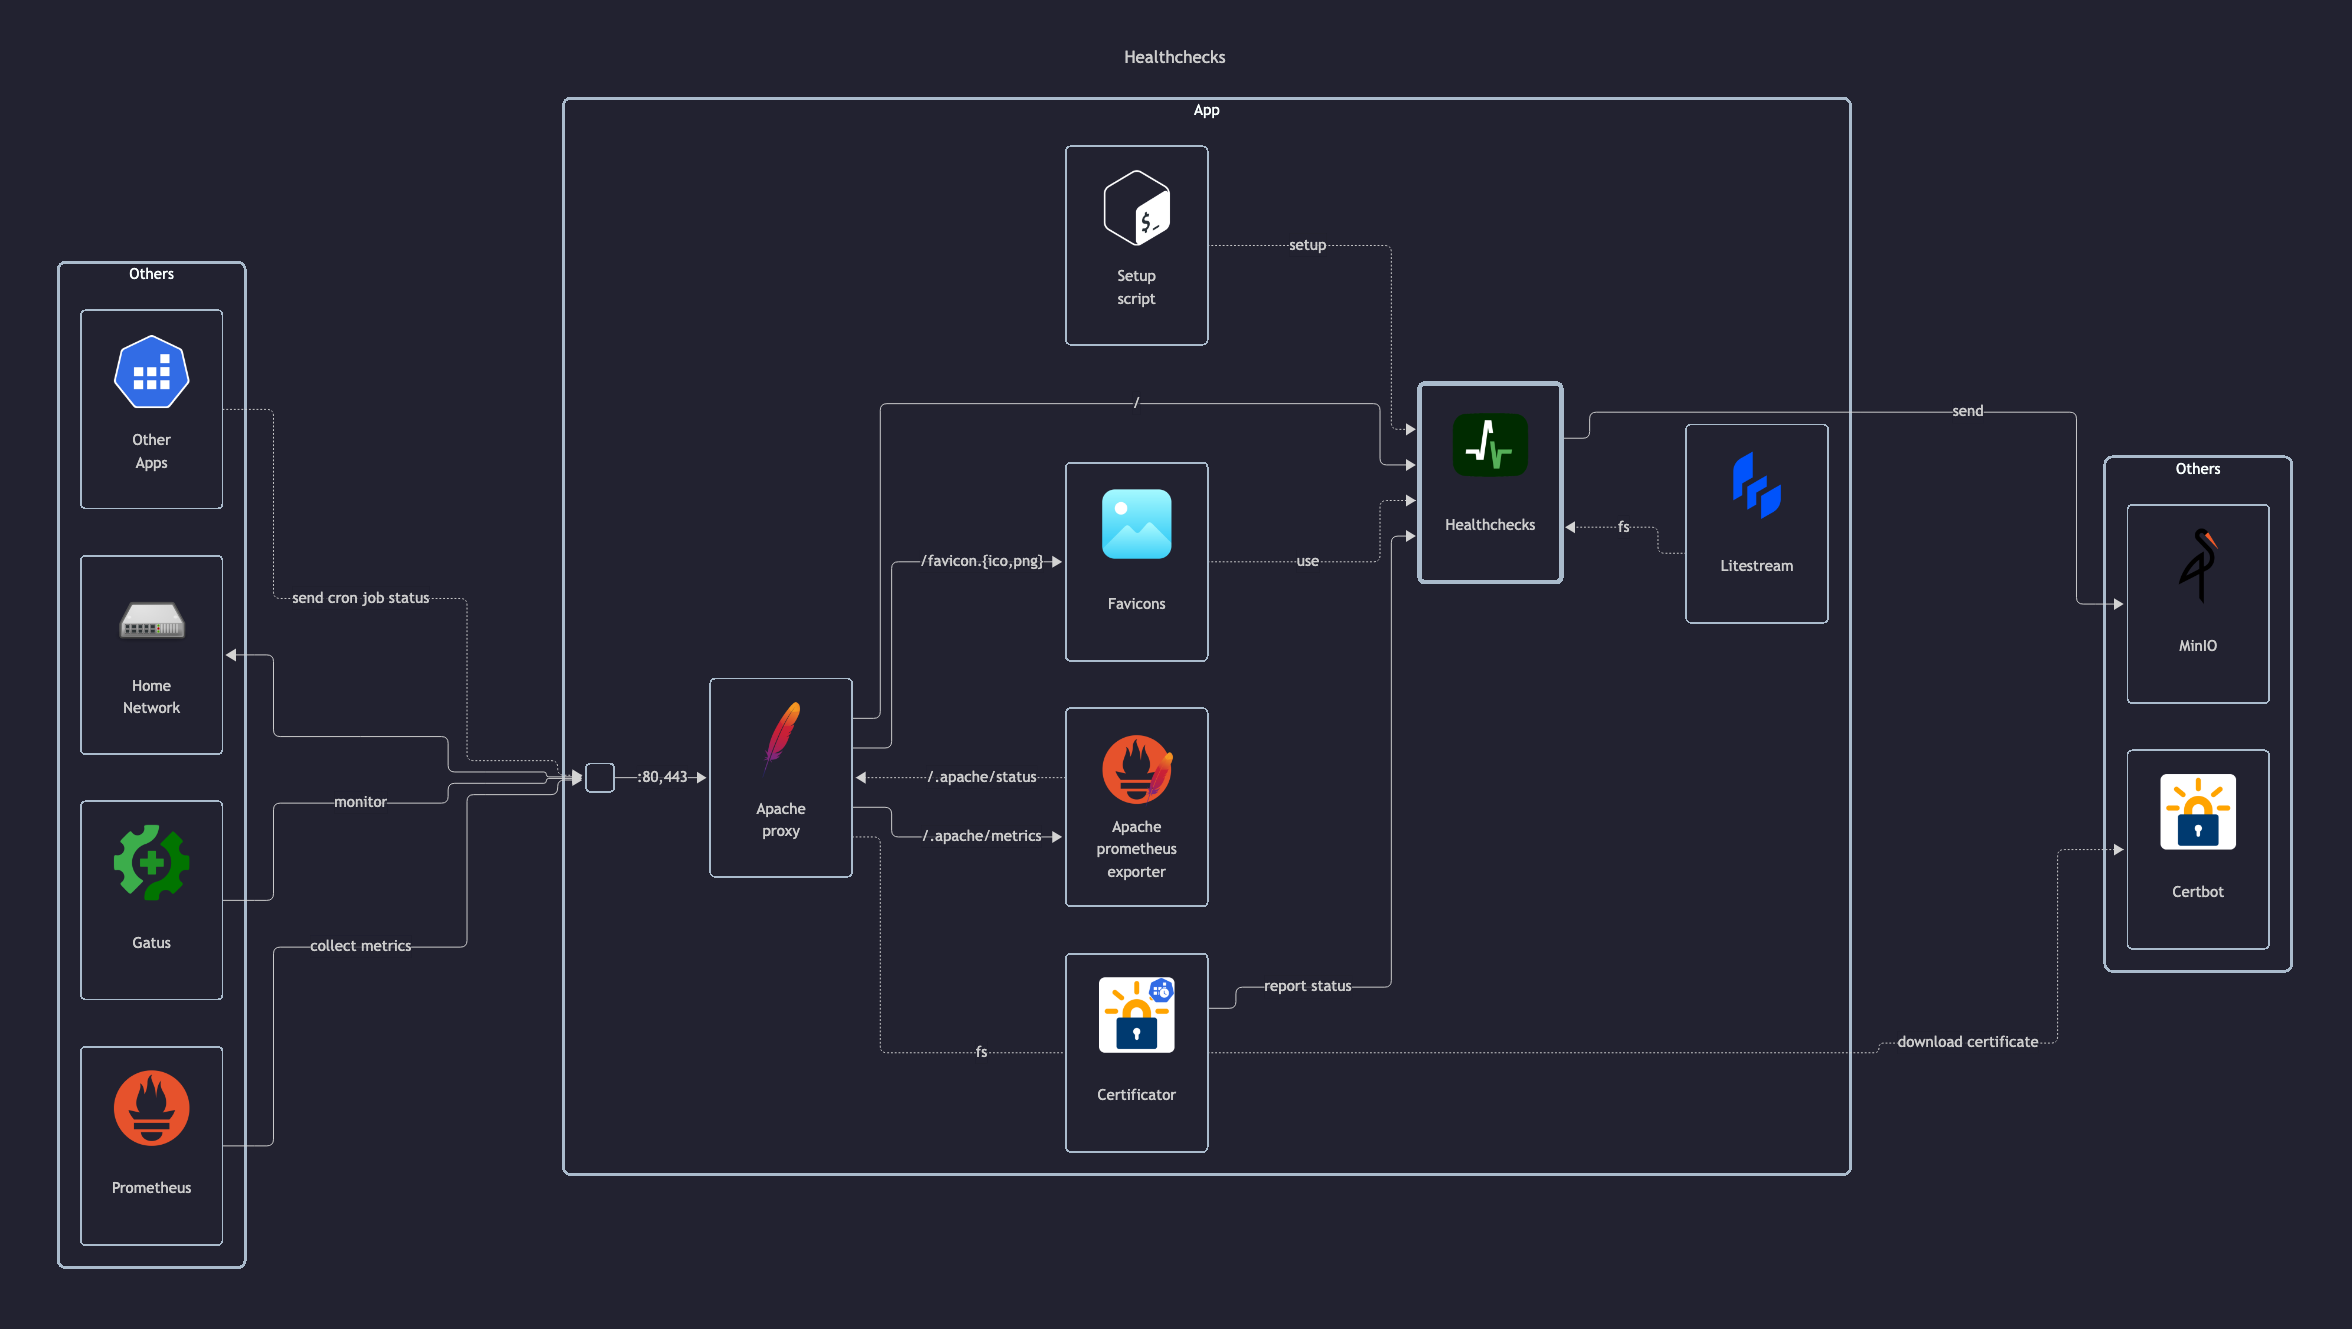 Healthchecks
App
Setup
script
setup
Others
Other
Apps
send cron job status
Home
Network
monitor
Gatus
collect metrics
Prometheus
:80,443
Apache
proxy
/
/favicon.{ico,png}
Favicons
use
/.apache/status
/.apache/metrics
Apache
prometheus
exporter
fs
Certificator
report status
Healthchecks
fs
Litestream
send
download certificate
Others
MinIO
Certbot
$_